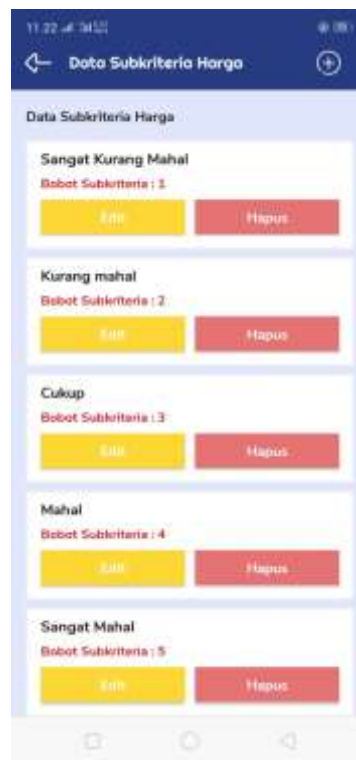 11.22
Data Subkriteria Harga
Data Subkriteria Harga
Sangat Kurang Mahal
Bobot Subkriteria : 1
Edit Hapus
Kurang mahal
Bobot Subkriteria : 2
Edit Hapus
Cukup
Bobot Subkriteria : 3
Edit Hapus
Mahal
Bobot Subkriteria : 4
Edit Hapus
Sangat Mahal
Bobot Subkriteria : 5
Edit Hapus